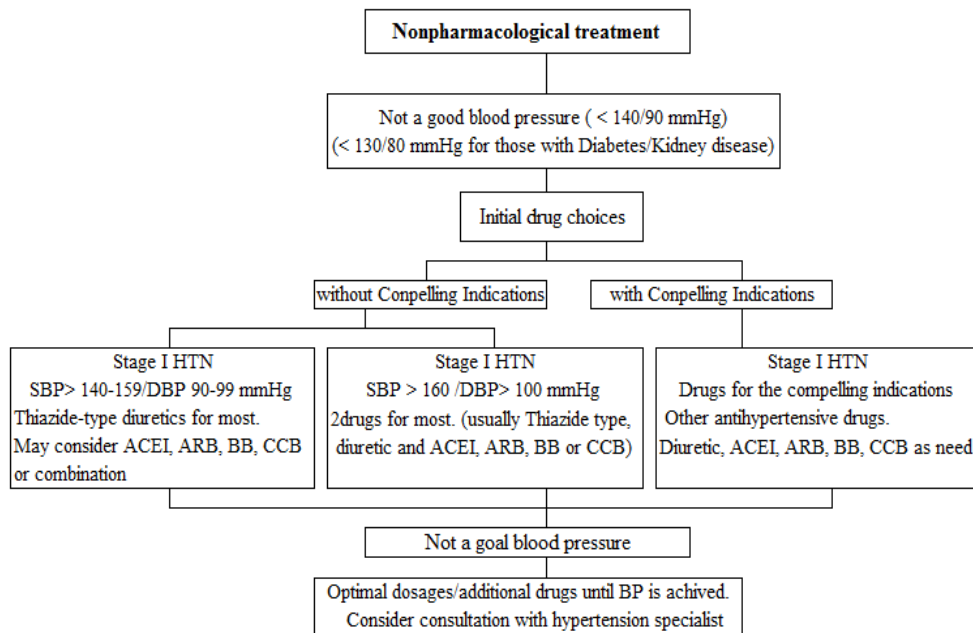 Nonpharmacological treatment
Not a good blood pressure ( < 140/90 mmHg)
(< 130/80 mmHg for those with Diabetes/Kidney disease)
Initial drug choices
without Conpelling Indications
with Conpelling Indications
Stage I HTN
SBP> 140-159/DBP 90-99 mmHg
Thiazide-type diuretics for most.
May consider ACEI, ARB, BB, CCB
or combination
Stage I HTN
SBP > 160 /DBP> 100 mmHg
2drugs for most. (usually Thiazide type,
diuretic and ACEI, ARB, BB or CCB)
Stage I HTN
Drugs for the compelling indications
Other antihypertensive drugs.
Diuretic, ACEI, ARB, BB, CCB as need
Not a goal blood pressure
Optimal dosages/additional drugs until BP is achived.
Consider consultation with hypertension specialist